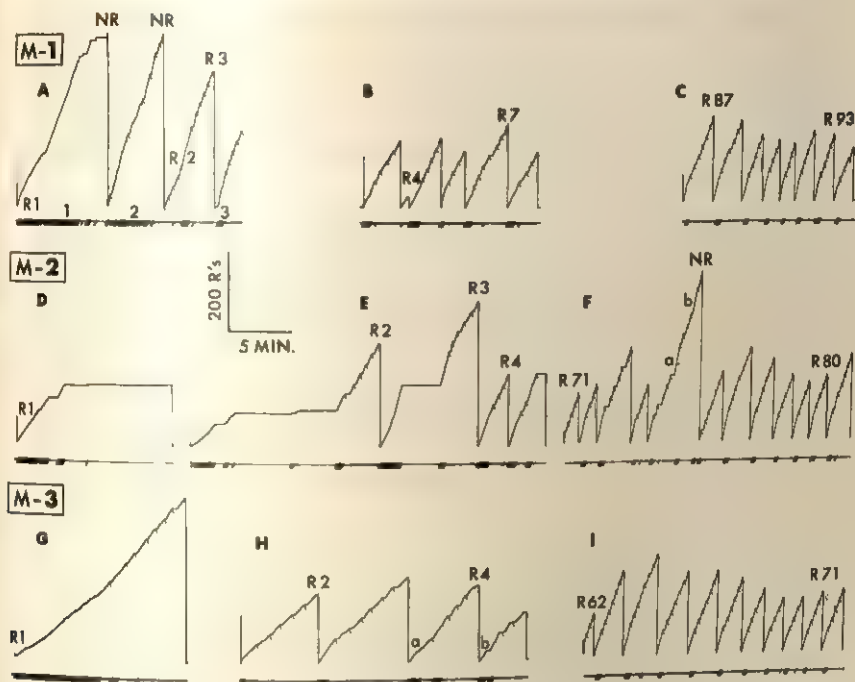 NR NR
M-1
A B C
R3 R87
R7 R93
R2 R4
R1 1 2 3
M-2 NR
D E R3 F b
200 R's
R2
5 MIN. R4 a R80
R1 R71
M-3
G H I
R2 R4 R71
R62
R1 a b